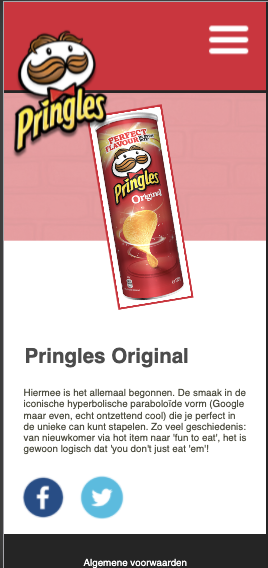 Pringles
PERFECT
FLAVOUR
Pringles
Original
Pringles Original
Hiermee is het allemaal begonnen. De smaak in de
iconische hyperbolische paraboloïde vorm (Google
maar even, echt ontzettend cool) die je perfect in
de unieke can kunt stapelen. Zo veel geschiedenis:
van nieuwkomer via hot item naar 'fun to eat', het is
gewoon logisch dat 'you don't just eat 'em'!
f
Algemene voorwaarden